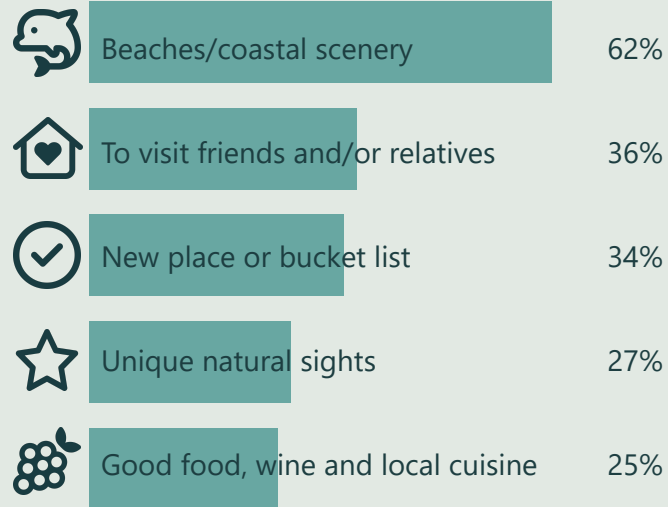 Beaches/coastal scenery 62%
To visit friends and/or relatives 36%
New place or bucket list 34%
Unique natural sights 27%
Good food, wine and local cuisine 25%